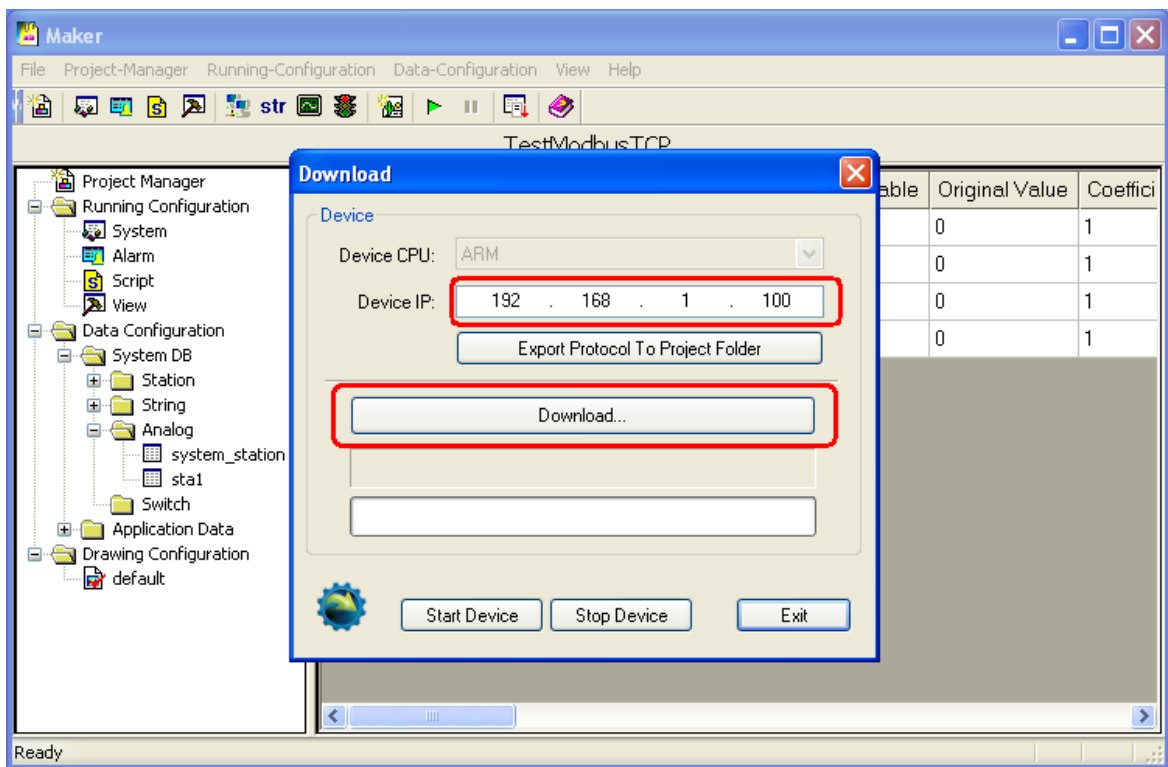 Maker
File Project-Manager Running-Configuration Data-Configuration View Help
str
TestModbusTCP
Project Manager
Running Configuration
System
Alarm
Script
View
Data Configuration
System DB
Station
String
Analog
system_station
sta1
Switch
Application Data
Drawing Configuration
default
able Original Value Coeffici
0 1
0 1
0 1
0 1
Download
Device
Device CPU: ARM
Device IP: 192 . 168 . 1 . 100
Export Protocol To Project Folder
Download...
Start Device Stop Device Exit
Ready